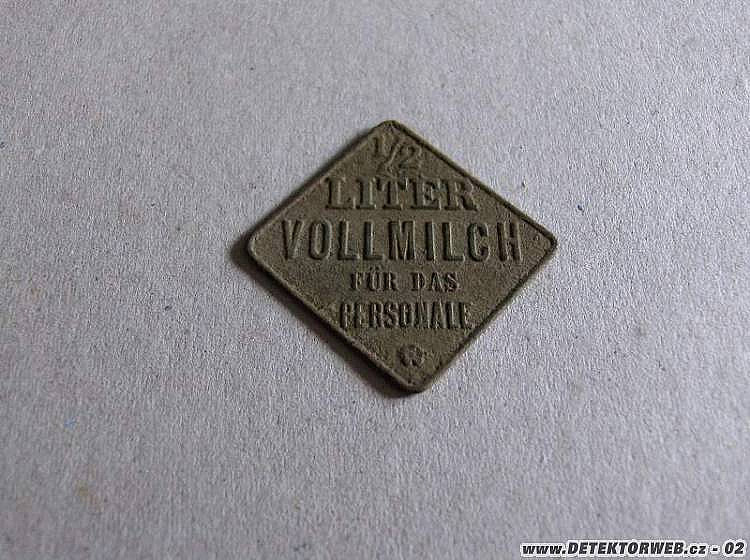 1/2
LITER
VOLLMILCH
FÜR DAS
PERSONALE
www.DETEKTORWEB.cz - 02